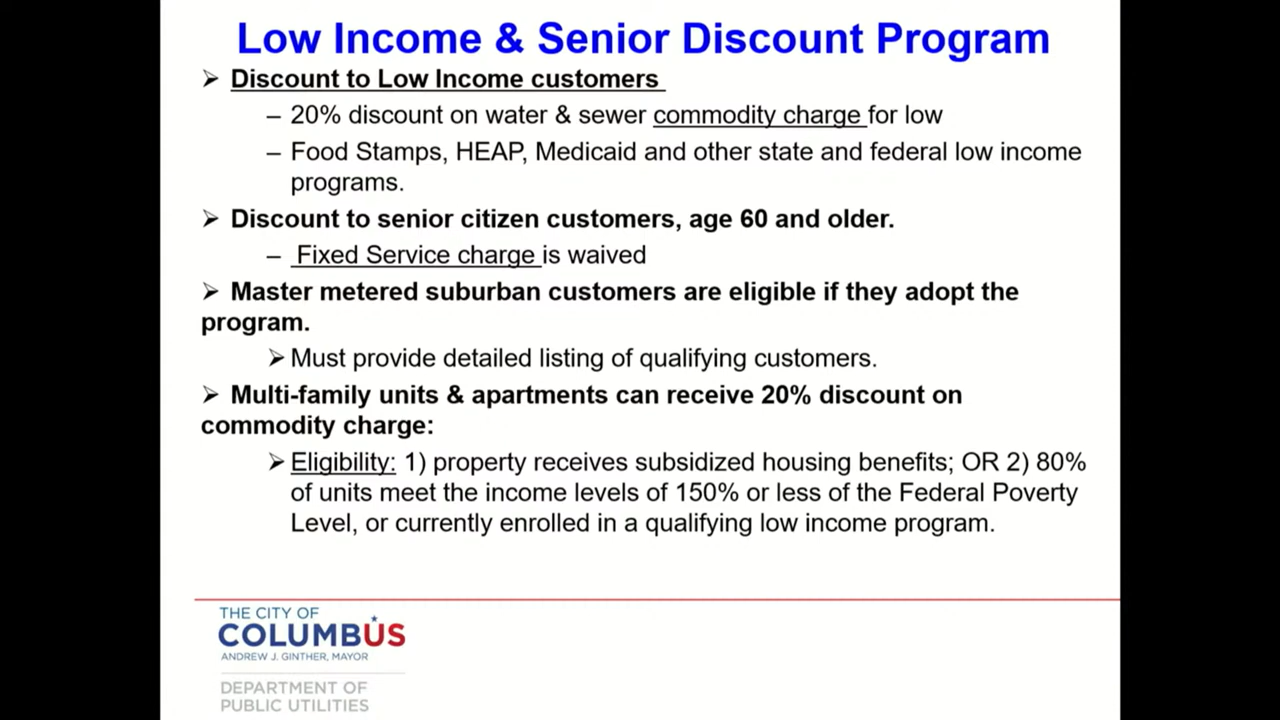 Low Income & Senior Discount Program
➢ Discount to Low Income customers
– 20% discount on water & sewer commodity charge for low
– Food Stamps, HEAP, Medicaid and other state and federal low income
programs.
➢ Discount to senior citizen customers, age 60 and older.
– Fixed Service charge is waived
➢ Master metered suburban customers are eligible if they adopt the
program.
➢ Must provide detailed listing of qualifying customers.
➢ Multi-family units & apartments can receive 20% discount on
commodity charge:
➢ Eligibility: 1) property receives subsidized housing benefits; OR 2) 80%
of units meet the income levels of 150% or less of the Federal Poverty
Level, or currently enrolled in a qualifying low income program.
THE CITY OF
COLUMBUS
ANDREW J. GINTHER, MAYOR
DEPARTMENT OF
PUBLIC UTILITIES